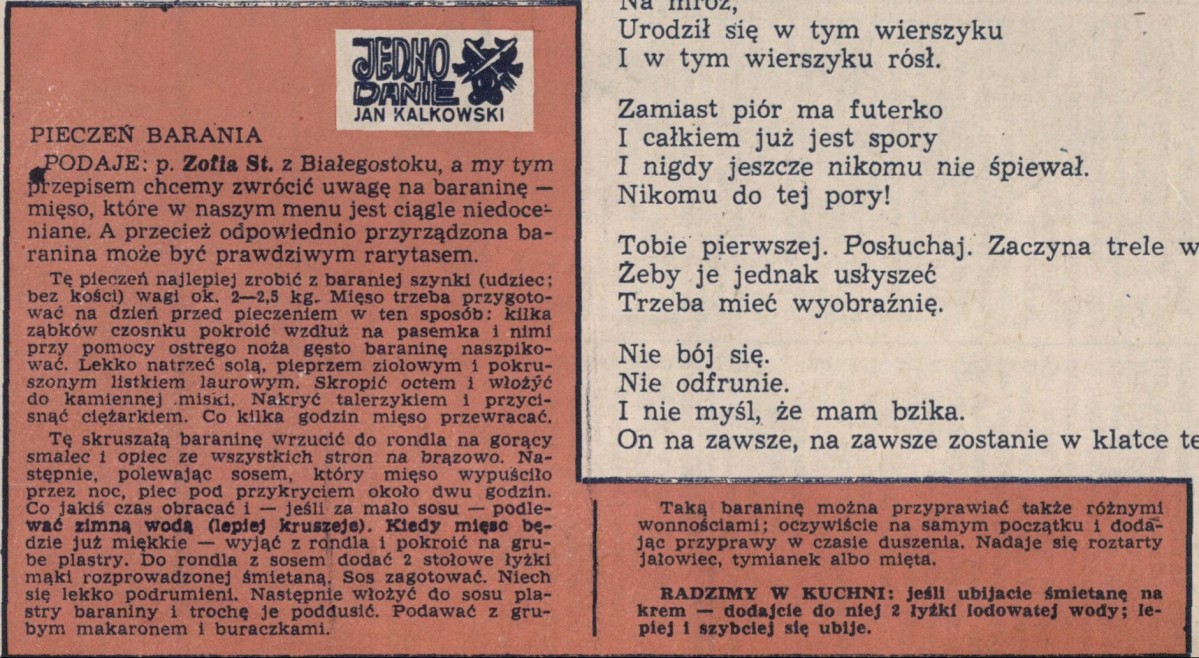 JEDNO
DANIE
JAN KALKOWSKI
PIECZEŃ BARANIA
PODAJE: p. Zofia St. z Białegostoku, a my tym
przepisem chcemy zwrócić uwagę na baraninę —
mięso, które w naszym menu jest ciągle niedoce-
niane. A przecież odpowiednio przyrządzona ba-
ranina może być prawdziwym rarytasem.
Tę pieczeń najlepiej zrobić z baraniej szynki (udziec;
bez kości) wagi ok. 2—2,5 kg. Mięso trzeba przygoto-
wać na dzień przed pieczeniem w ten sposób: kilka
ząbków czosnku pokroić wzdłuż na pasemka i nimi
przy pomocy ostrego noża gęsto baraninę naszpiko-
wać. Lekko natrzeć solą, pieprzem ziołowym i pokru-
szonym listkiem laurowym. Skropić octem i włożyć
do kamiennej miski. Nakryć talerzykiem i przyci-
snąć ciężarkiem. Co kilka godzin mięso przewracać.
Tę skruszałą baraninę wrzucić do rondla na gorący
smalec i opiec ze wszystkich stron na brązowo. Na-
stępnie, polewając sosem, który mięso wypuściło
przez noc, piec pod przykryciem około dwu godzin.
Co jakiś czas obracać i — jeśli za mało sosu — podle-
wać zimną wodą (lepiej kruszeje). Kiedy mięso bę-
dzie już miękkie — wyjąć z rondla i pokroić na gru-
be plastry. Do rondla z sosem dodać 2 stołowe łyżki
mąki rozprowadzonej śmietaną. Sos zagotować. Niech
się lekko podrumieni. Następnie włożyć do sosu pla-
stry baraniny i trochę je poddusić. Podawać z gru-
bym makaronem i buraczkami.
Taką baraninę można przyprawiać także różnymi
wonnościami; oczywiście na samym początku i doda-
jąc przyprawy w czasie duszenia. Nadaje się roztarty
jałowiec, tymianek albo mięta.
RADZIMY W KUCHNI: jeśli ubijacie śmietanę na
krem — dodajcie do niej 2 łyżki lodowatej wody; le-
piej i szybciej się ubije.
Na mróz,
Urodził się w tym wierszyku
I w tym wierszyku rósł.
Zamiast piór ma futerko
I całkiem już jest spory
I nigdy jeszcze nikomu nie śpiewał.
Nikomu do tej pory!
Tobie pierwszej. Posłuchaj. Zaczyna trele w
Żeby je jednak usłyszeć
Trzeba mieć wyobraźnię.
Nie bój się.
Nie odfrunie.
I nie myśl, że mam bzika.
On na zawsze, na zawsze zostanie w klatce te